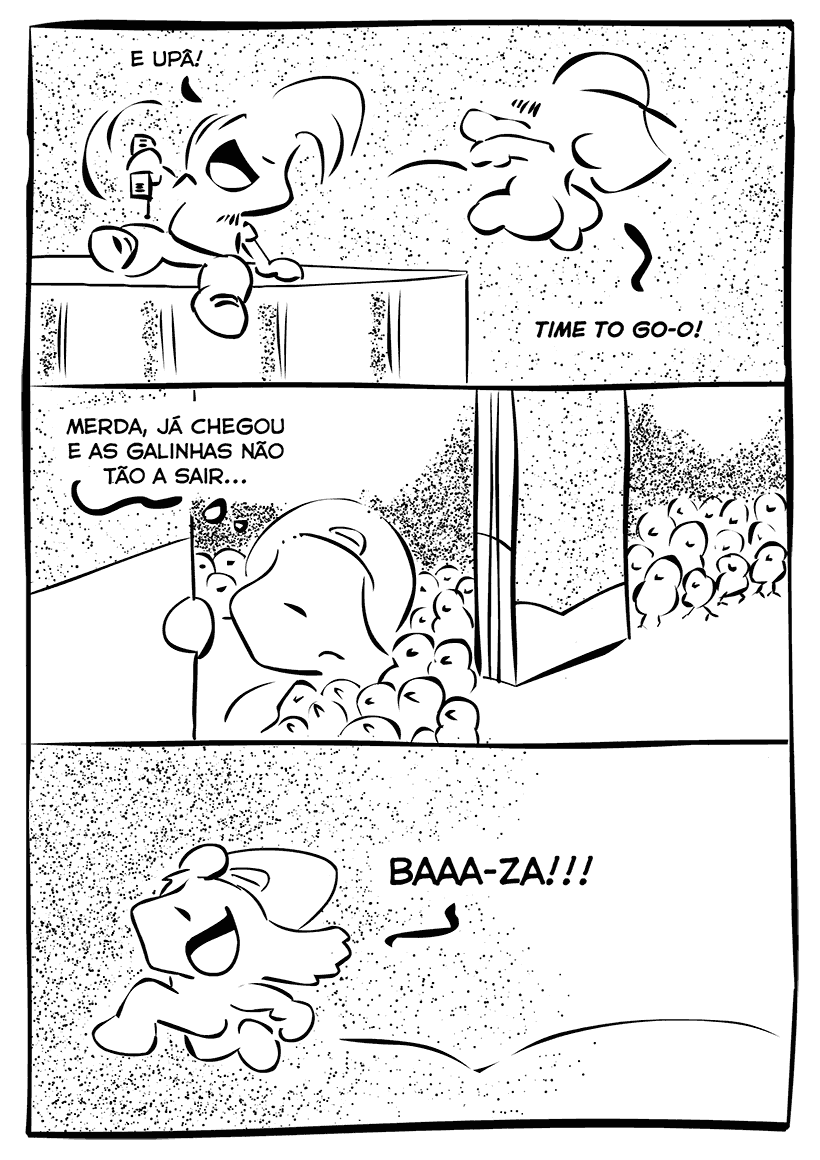 E UPÂ!
TIME TO GO-O!
MERDA, JÁ CHEGOU
E AS GALINHAS NÃO
TÃO A SAIR...
BAAA-ZA!!!